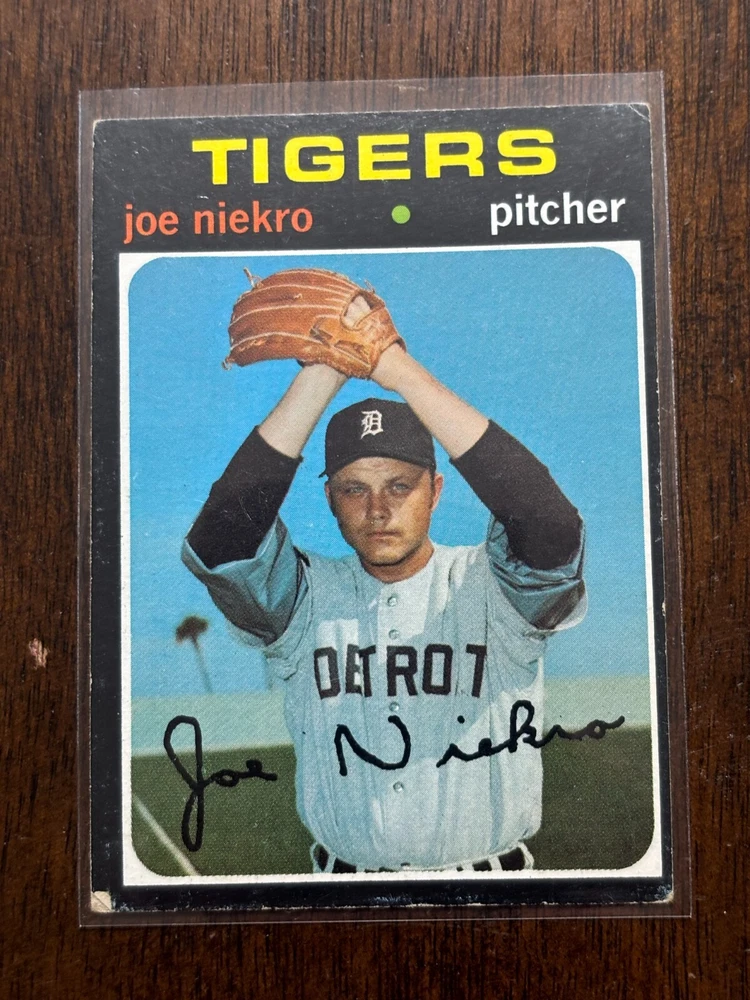 TIGERS
joe niekro • pitcher
D
DETROIT
Joe Niekro